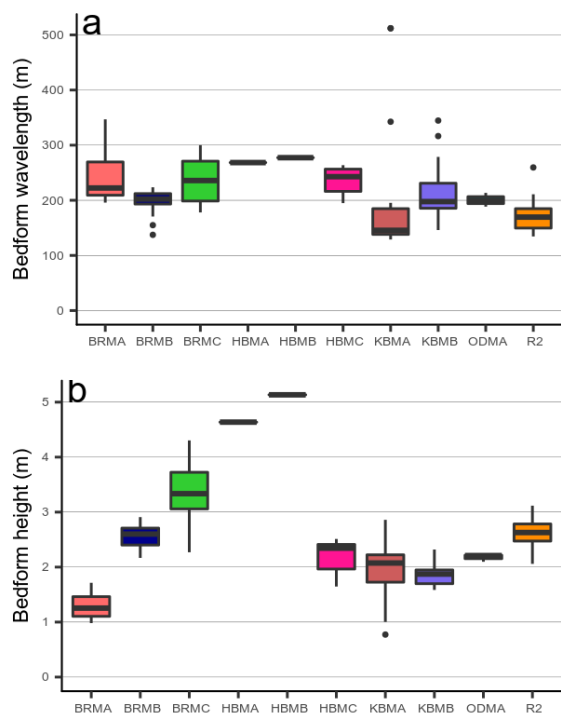 a
Bedform wavelength (m)
500
400
300
200
100
0
BRMA BRMB BRMC HBMA HBMB HBMC KBMA KBMB ODMA R2
b
Bedform height (m)
5
4
3
2
1
0
BRMA BRMB BRMC HBMA HBMB HBMC KBMA KBMB ODMA R2